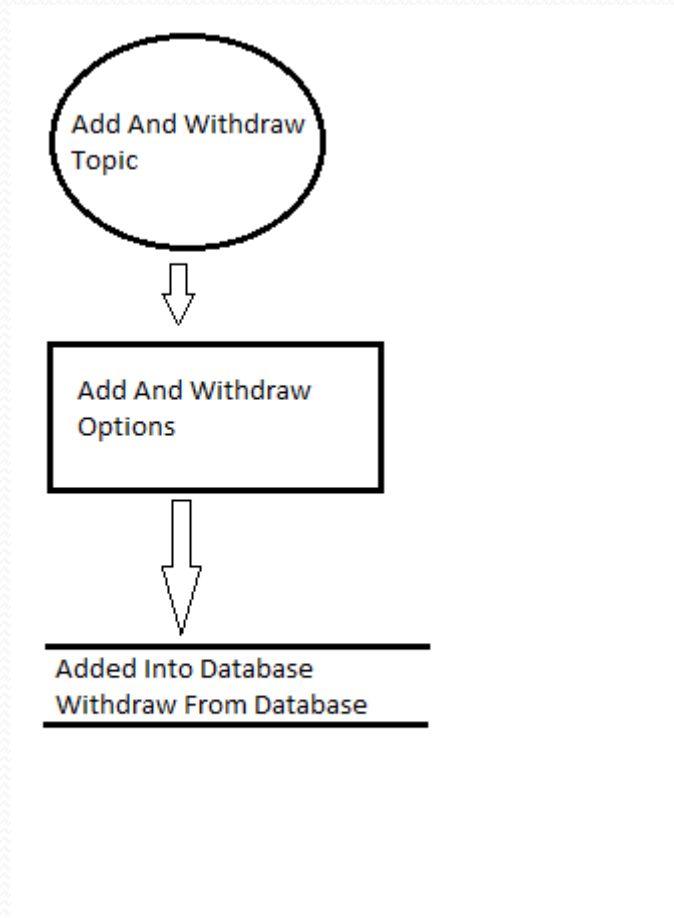 Add And Withdraw
Topic
Add And Withdraw
Options
Added Into Database
Withdraw From Database